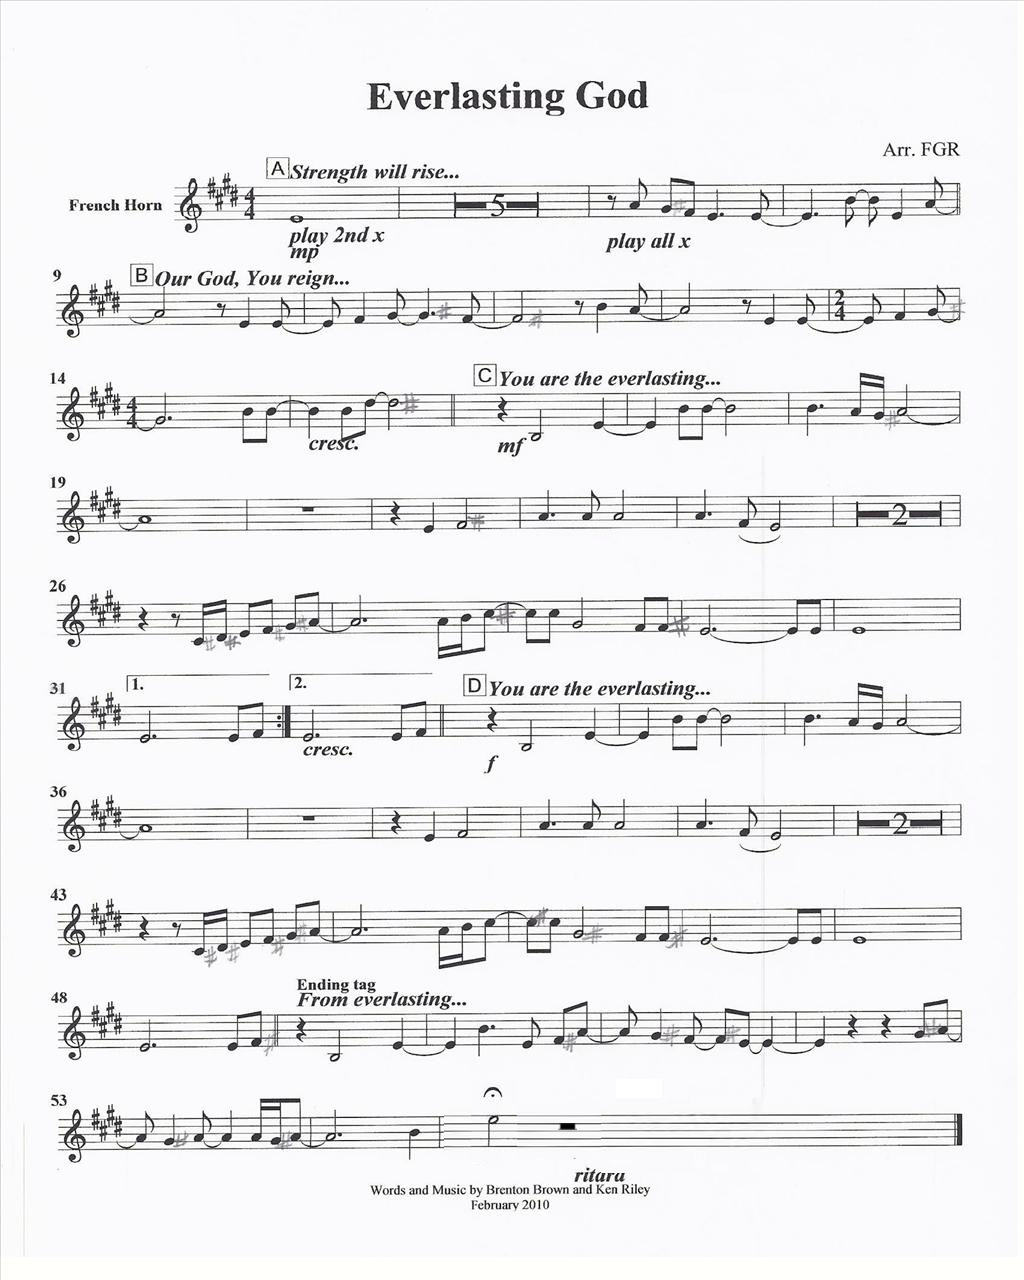 Everlasting God
Arr. FGR
A Strength will rise...
French Horn
4
4
5
play 2nd x
play all x
mp
9
B Our God, You reign...
2
4
14
C You are the everlasting...
4
4
cresc.
mf
19
2
26
31
1.
2.
D You are the everlasting...
cresc.
f
36
2
43
48
Ending tag
From everlasting...
53
ritara
Words and Music by Brenton Brown and Ken Riley
February 2010